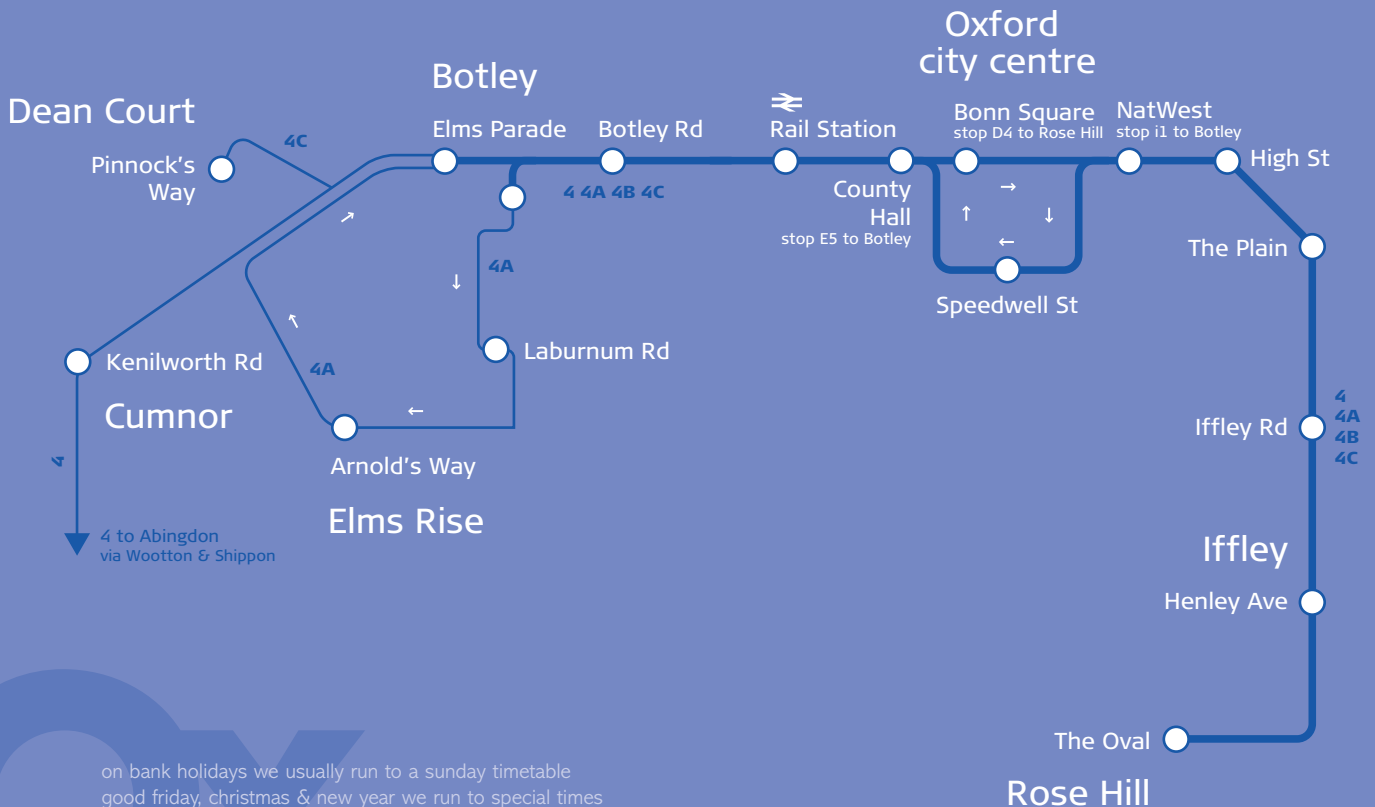 Oxford
city centre
Botley
Dean Court
Elms Parade
Botley Rd
Rail Station
Bonn Square
stop D4 to Rose Hill
NatWest
stop i1 to Botley
High St
4C
Pinnock's
Way
4 4A 4B 4C
County
Hall
stop E5 to Botley
The Plain
4A
Speedwell St
Kenilworth Rd
Cumnor
4A
Laburnum Rd
4
4A
4B
4C
Iffley Rd
4
Arnold's Way
Elms Rise
4 to Abingdon
via Wootton & Shippon
Iffley
Henley Ave
The Oval
Rose Hill
Ox
on bank holidays we usually run to a sunday timetable
good friday, christmas & new year we run to special times